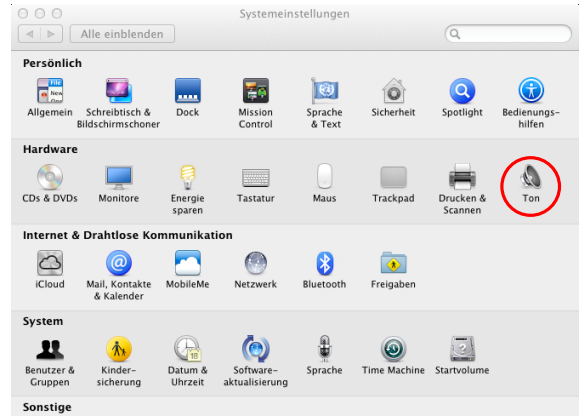 Systemeinstellungen
Alle einblenden
Persönlich
Allgemein
Schreibtisch &
Bildschirmschoner
Dock
Mission
Control
Sprache
& Text
Sicherheit
Spotlight
Bedienungs-
hilfen
Hardware
CDs & DVDs
Monitore
Energie
sparen
Tastatur
Maus
Trackpad
Drucken &
Scannen
Ton
Internet & Drahtlose Kommunikation
iCloud
Mail, Kontakte
& Kalender
MobileMe
Netzwerk
Bluetooth
Freigaben
System
Benutzer &
Gruppen
Kinder-
sicherung
Datum &
Uhrzeit
Software-
aktualisierung
Sprache
Time Machine
Startvolume
Sonstige